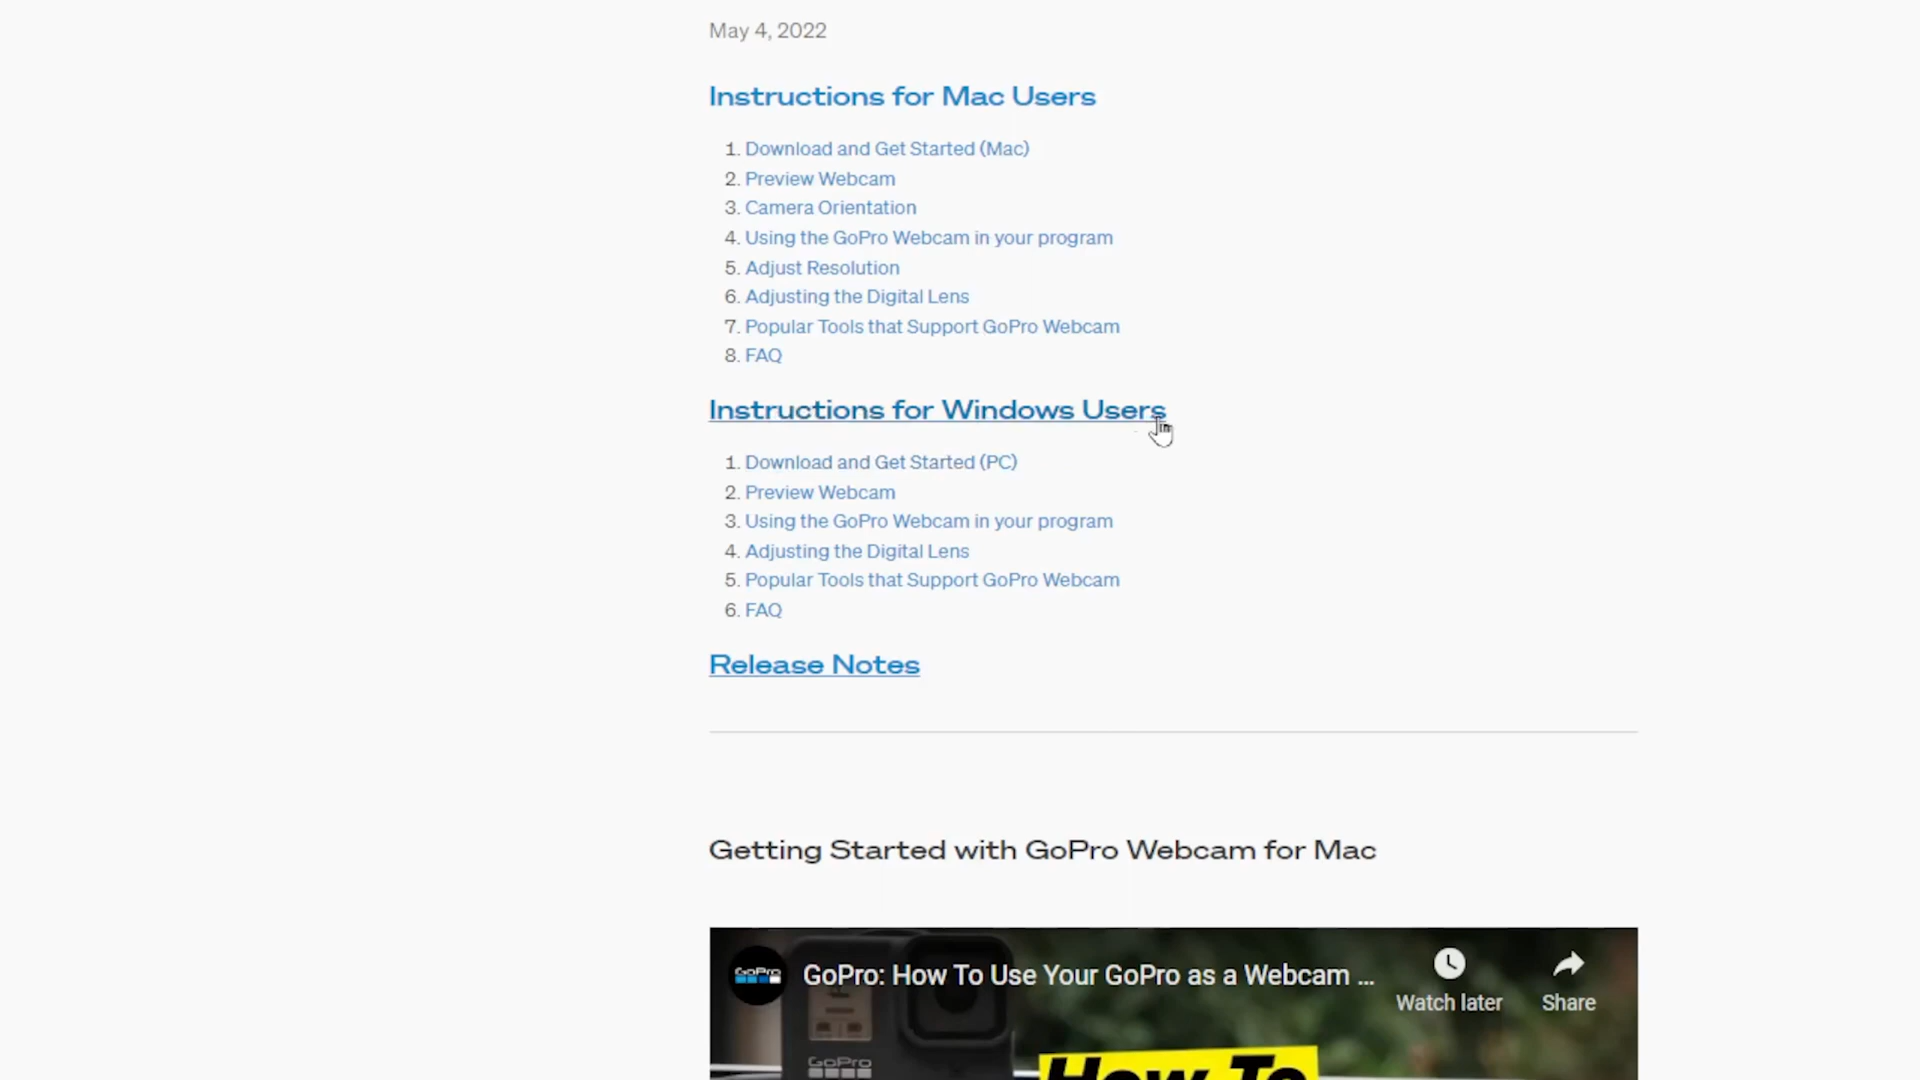 May 4, 2022
Instructions for Mac Users
1. Download and Get Started (Mac)
2. Preview Webcam
3. Camera Orientation
4. Using the GoPro Webcam in your program
5. Adjust Resolution
6. Adjusting the Digital Lens
7. Popular Tools that Support GoPro Webcam
8. FAQ
Instructions for Windows Users
1. Download and Get Started (PC)
2. Preview Webcam
3. Using the GoPro Webcam in your program
4. Adjusting the Digital Lens
5. Popular Tools that Support GoPro Webcam
6. FAQ
Release Notes
Getting Started with GoPro Webcam for Mac
GoPro
GoPro: How To Use Your GoPro as a Webcam ...
Watch later
Share
GoPro
How To